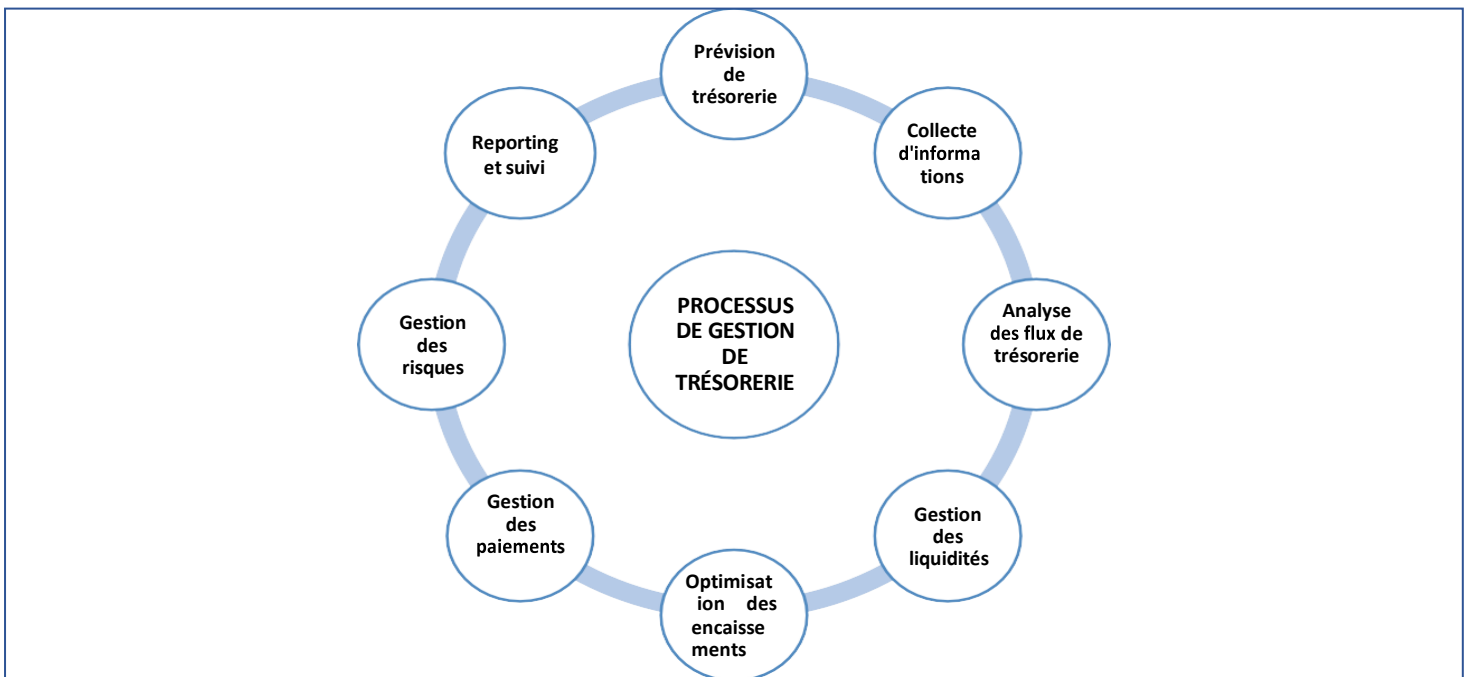 Prévision
de
trésorerie
Collecte
d'informa
tions
Analyse
des flux de
trésorerie
Gestion
des
liquidités
Optimisat
ion des
encaisse
ments
Gestion
des
paiements
Gestion
des
risques
Reporting
et suivi
PROCESSUS
DE GESTION
DE
TRÉSORERIE